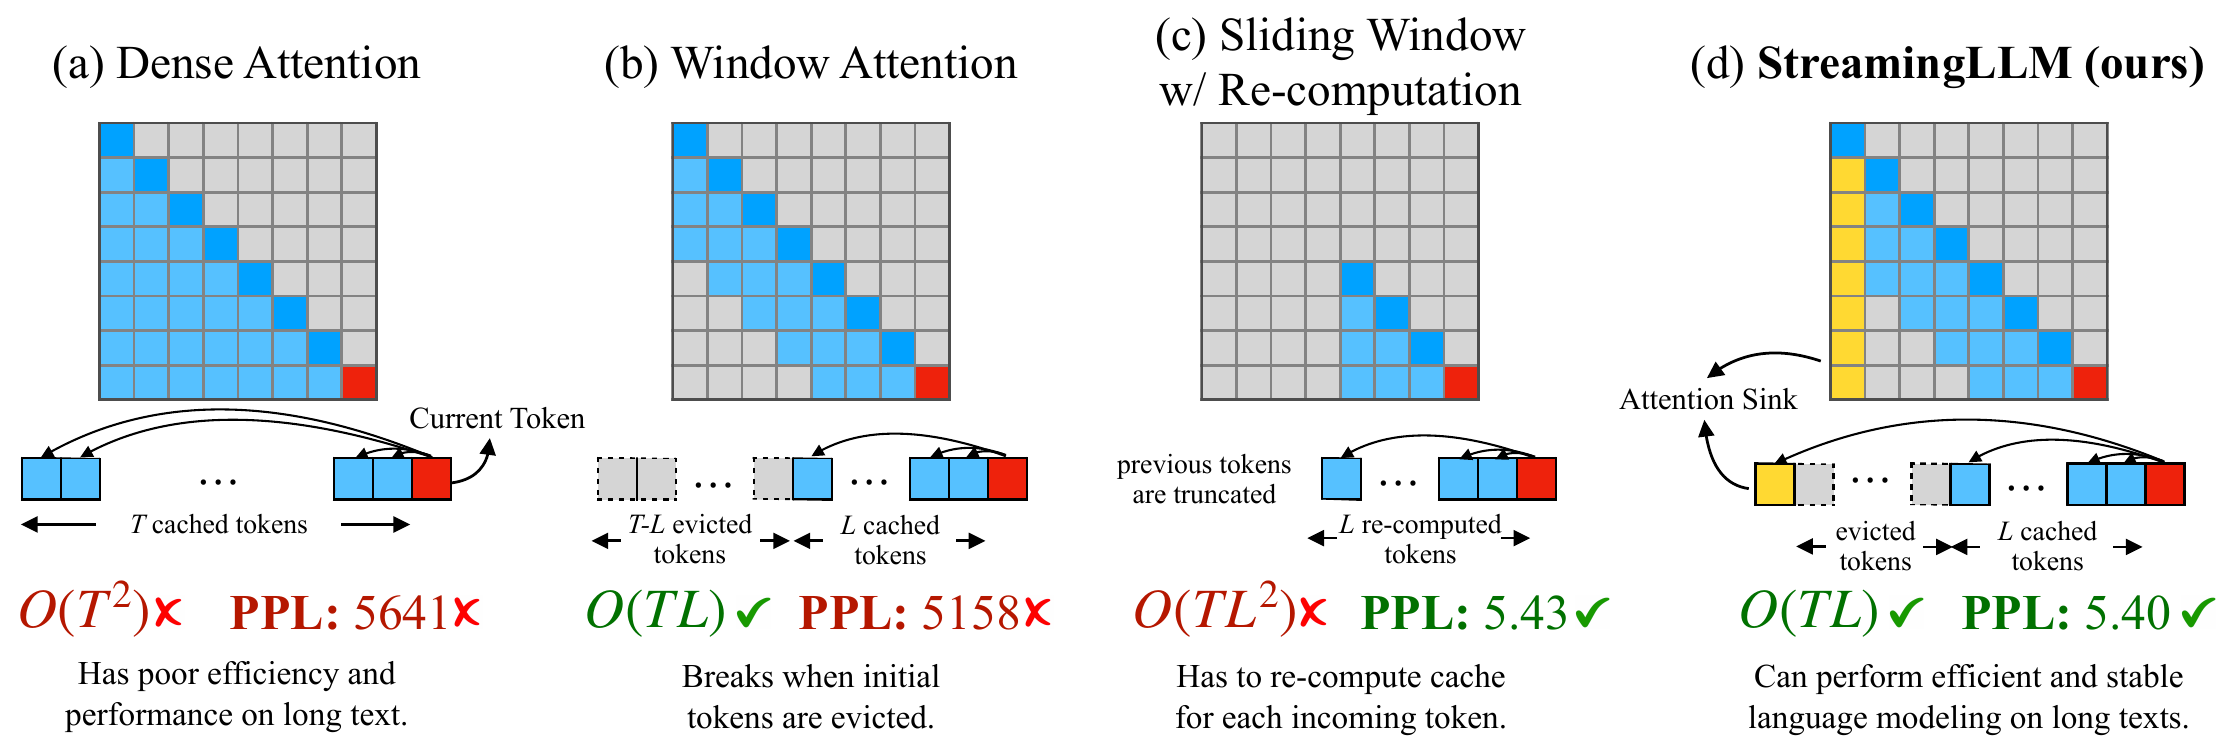 (a) Dense Attention
Current Token
...
T cached tokens
O(T²)✘ PPL: 5641✘
Has poor efficiency and
performance on long text.
(b) Window Attention
... ...
T-L evicted
tokens
L cached
tokens
O(TL) ✔ PPL: 5158✘
Breaks when initial
tokens are evicted.
(c) Sliding Window
w/ Re-computation
previous tokens
are truncated
...
L re-computed
tokens
O(TL²)✘ PPL: 5.43✔
Has to re-compute cache
for each incoming token.
(d) StreamingLLM (ours)
Attention Sink
... ...
evicted
tokens
L cached
tokens
O(TL) ✔ PPL: 5.40 ✔
Can perform efficient and stable
language modeling on long texts.